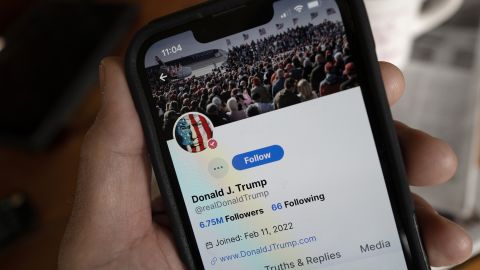 11:04
Follow
Donald J. Trump
@realDonaldTrump
6.75M Followers 66 Following
Joined: Feb 11, 2022
www.DonaldJTrump.com
Truths & Replies Media